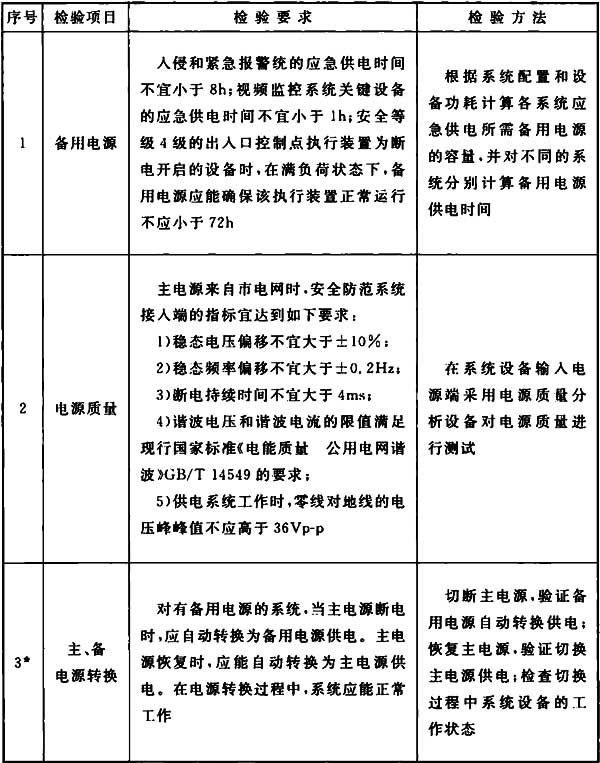 序号 检验项目 检验要求 检验方法
1 备用电源
人侵和紧急报警统的应急供电时间
不宜小于8h;视频监控系统关键设备
的应急供电时间不宜小于1h;安全等
级4级的出入口控制点执行装置为断
电开启的设备时,在满负荷状态下,备
用电源应能确保该执行装置正常运行
不应小于72h
根据系统配置和设
备功耗计算各系统应
急供电所需备用电源
的容量,并对不同的系
统分别计算备用电源
供电时间
2 电源质量
主电源来自市电网时,安全防范系统
接入端的指标宜达到如下要求:
1)稳态电压偏移不宜大于±10%;
2)稳态频率偏移不宜大于±0.2Hz;
3)断电持续时间不宜大于4ms;
4)谐波电压和谐波电流的限值满足
现行国家标准《电能质量 公用电网谐
波》GB/T 14549的要求;
5)供电系统工作时,零线对地线的电
压峰峰值不应高于36Vp-p
在系统设备输入电
源端采用电源质量分
析设备对电源质量进
行测试
3* 主、备
电源转换
对有备用电源的系统,当主电源断电
时,应自动转换为备用电源供电。主电
源恢复时,应能自动转换为主电源供
电。在电源转换过程中,系统应能正常
工作
切断主电源,验证备
用电源自动转换供电;
恢复主电源,验证切换
主电源供电;检查切换
过程中系统设备的工
作状态